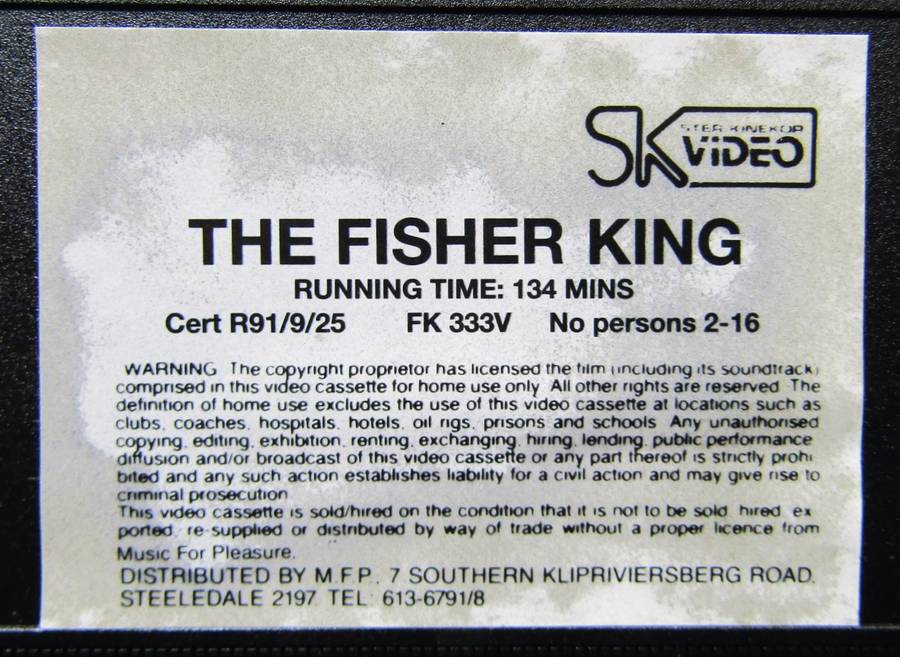 SK STER KINEKOR
VIDEO
THE FISHER KING
RUNNING TIME: 134 MINS
Cert R91/9/25 FK 333V No persons 2-16
WARNING The copyright proprietor has licensed the film (including its soundtrack)
comprised in this video cassette for home use only. All other rights are reserved The
definition of home use excludes the use of this video cassette at locations such as
clubs, coaches, hospitals, hotels, oil rigs, prisons and schools. Any unauthorised
copying, editing, exhibition, renting, exchanging, hiring, lending, public performance
diffusion and/or broadcast of this video cassette or any part thereof is strictly prohi
bited and any such action establishes liability for a civil action and may give rise to
criminal prosecution
This video cassette is sold/hired on the condition that it is not to be sold, hired, ex
ported, re-supplied or distributed by way of trade without a proper licence from
Music For Pleasure.
DISTRIBUTED BY M.F.P. 7 SOUTHERN KLIPRIVIERSBERG ROAD,
STEELEDALE 2197 TEL: 613-6791/8